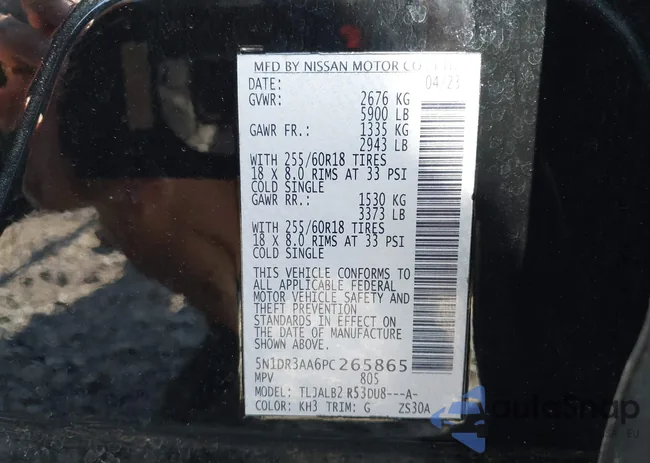 MFD BY NISSAN MOTOR CO
DATE: 04/23
GVWR: 2676 KG
5900 LB
GAWR FR.: 1335 KG
2943 LB
WITH 255/60R18 TIRES
18 X 8.0 RIMS AT 33 PSI
COLD SINGLE
GAWR RR.: 1530 KG
3373 LB
WITH 255/60R18 TIRES
18 X 8.0 RIMS AT 33 PSI
COLD SINGLE
THIS VEHICLE CONFORMS TO
ALL APPLICABLE FEDERAL
MOTOR VEHICLE SAFETY AND
THEFT PREVENTION
STANDARDS IN EFFECT ON
THE DATE OF MANUFACTURE
SHOWN ABOVE.
5N1DR3AA6PC265865
MPV 805
MODEL: TLJALB2 R53DU8---A-
COLOR: KH3 TRIM: G ZS30A
autoSnap
EU